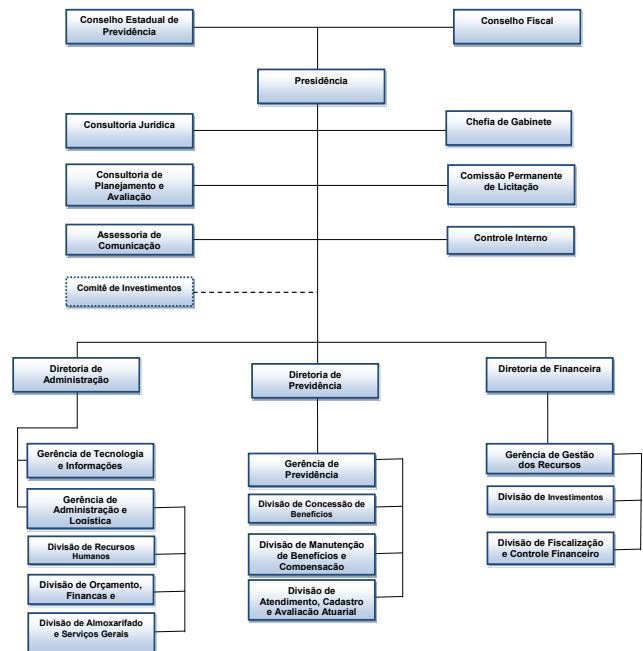 Conselho Estadual de
Previdência
Conselho Fiscal
Presidência
Consultoria Jurídica
Chefia de Gabinete
Consultoria de
Planejamento e
Avaliação
Comissão Permanente
de Licitação
Assessoria de
Comunicação
Controle Interno
Comitê de Investimentos
Diretoria de
Administração
Diretoria de
Previdência
Diretoria de Financeira
Gerência de Tecnologia
e Informações
Gerência de
Administração e
Logística
Divisão de Recursos
Humanos
Divisão de Orçamento,
Finanças e
Divisão de Almoxarifado
e Serviços Gerais
Gerência de
Previdência
Divisão de Concessão de
Benefícios
Divisão de Manutenção
de Benefícios e
Compensação
Divisão de
Atendimento, Cadastro
e Avaliação Atuarial
Gerência de Gestão
dos Recursos
Divisão de Investimentos
Divisão de Fiscalização
e Controle Financeiro